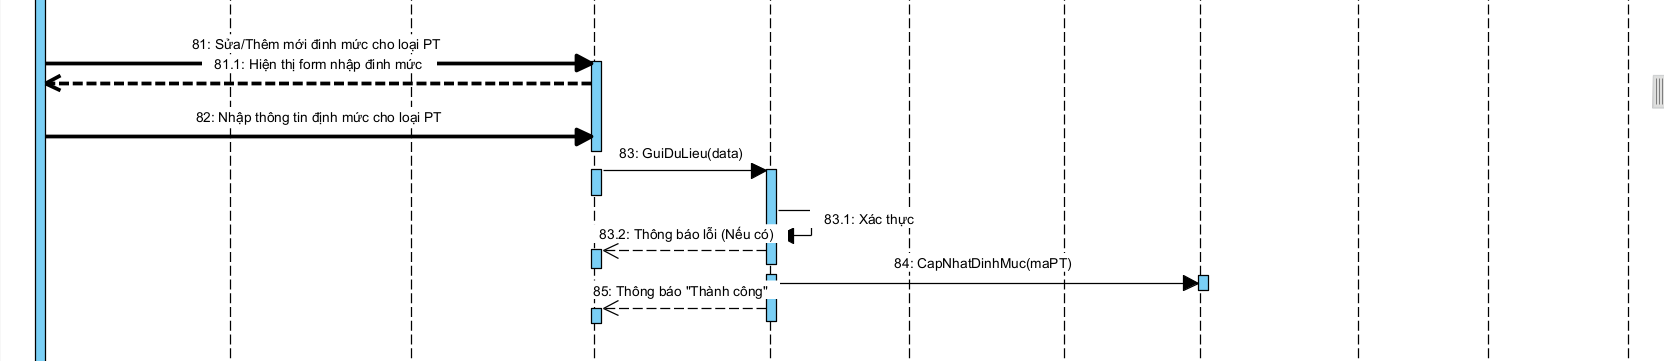 81: Sửa/Thêm mới đinh mức cho loại PT
81.1: Hiện thị form nhập đinh mức
82: Nhập thông tin định mức cho loại PT
83: GuiDuLieu(data)
83.1: Xác thực
83.2: Thông báo lỗi (Nếu có)
84: CapNhatDinhMuc(maPT)
85: Thông báo "Thành công"